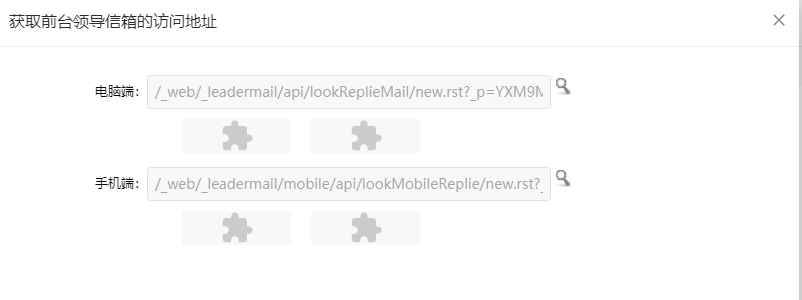 获取前台领导信箱的访问地址
电脑端: /_web/_leadermail/api/lookReplieMail/new.rst?_p=YXM9M
手机端: /_web/_leadermail/mobile/api/lookMobileReplie/new.rst?_